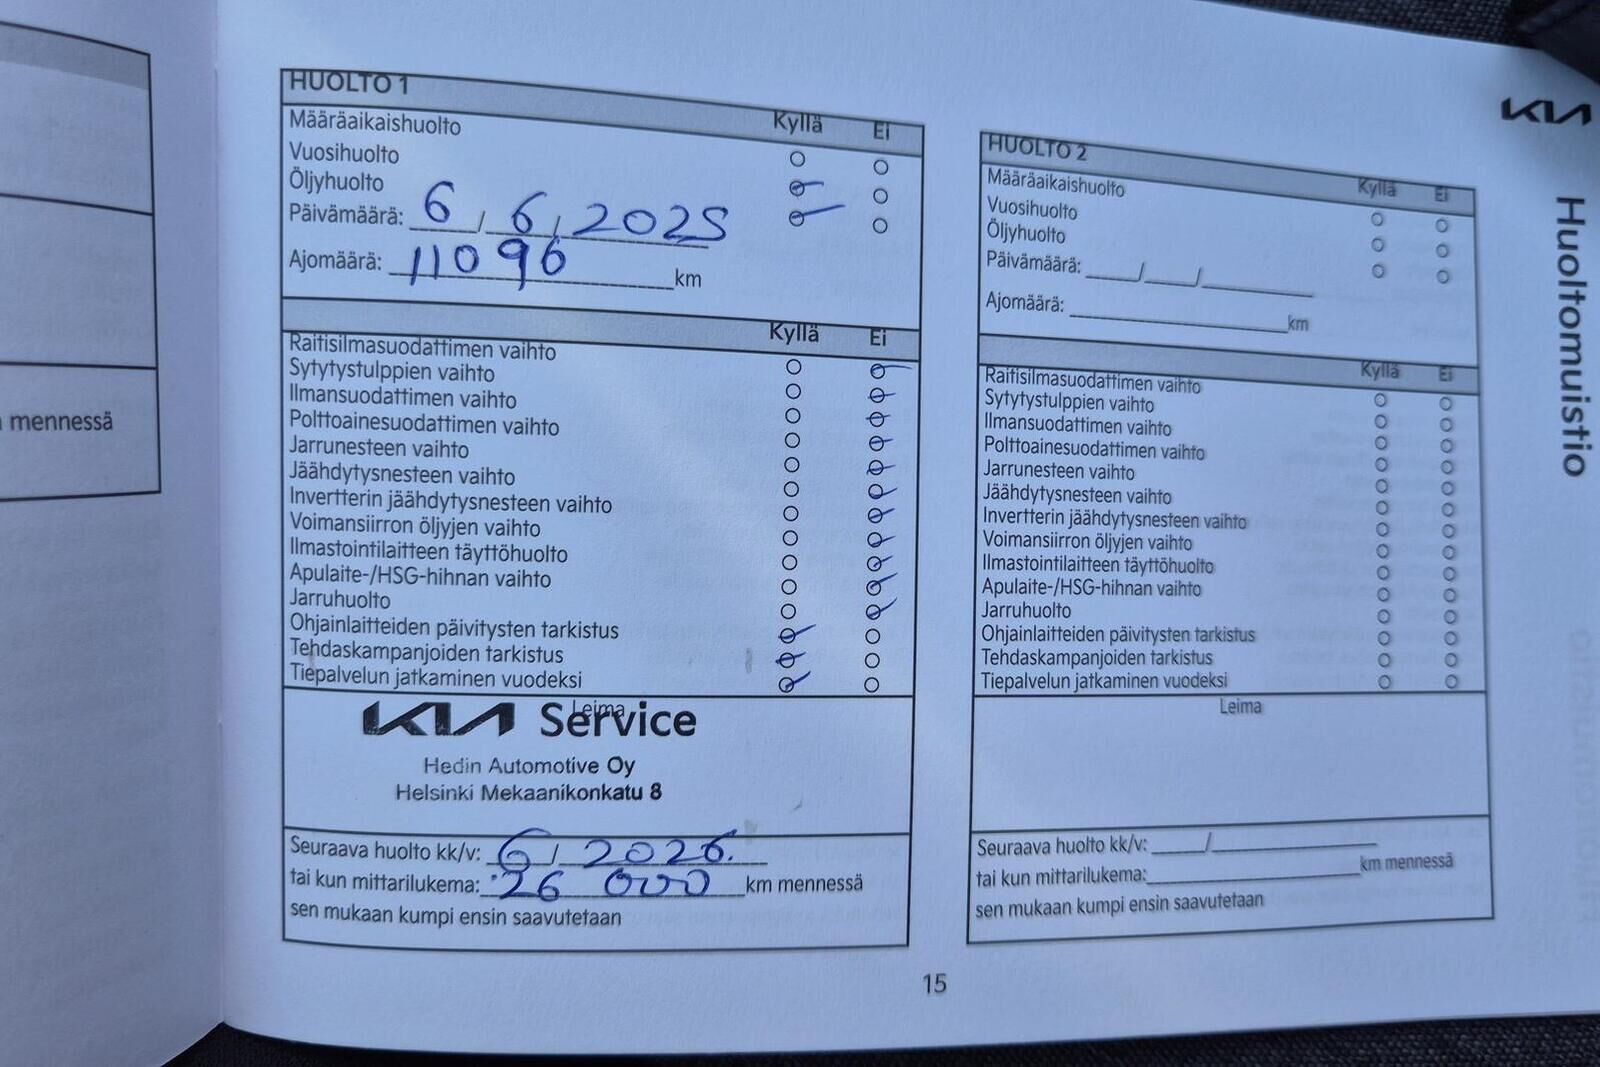 mennessä
HUOLTO 1
Kyllä Ei
Määräaikaishuolto
Vuosihuolto
Öljyhuolto
Päivämäärä: 6 / 6 / 2025
Ajomäärä: 11096 km
Kyllä Ei
Raitisilmasuodattimen vaihto
Sytytystulppien vaihto
Ilmansuodattimen vaihto
Polttoainesuodattimen vaihto
Jarrunesteen vaihto
Jäähdytysnesteen vaihto
Invertterin jäähdytysnesteen vaihto
Voimansiirron öljyjen vaihto
Ilmastointilaitteen täyttöhuolto
Apulaite-/HSG-hihnan vaihto
Jarruhuolto
Ohjainlaitteiden päivitysten tarkistus
Tehdaskampanjoiden tarkistus
Tiepalvelun jatkaminen vuodeksi
Leima
KIA Service
Hedin Automotive Oy
Helsinki Mekaanikonkatu 8
Seuraava huolto kk/v: 6 / 2026.
tai kun mittarilukema: 26 000 km mennessä
sen mukaan kumpi ensin saavutetaan
HUOLTO 2
Kyllä Ei
Määräaikaishuolto
Vuosihuolto
Öljyhuolto
Päivämäärä: / /
Ajomäärä: km
Kyllä Ei
Raitisilmasuodattimen vaihto
Sytytystulppien vaihto
Ilmansuodattimen vaihto
Polttoainesuodattimen vaihto
Jarrunesteen vaihto
Jäähdytysnesteen vaihto
Invertterin jäähdytysnesteen vaihto
Voimansiirron öljyjen vaihto
Ilmastointilaitteen täyttöhuolto
Apulaite-/HSG-hihnan vaihto
Jarruhuolto
Ohjainlaitteiden päivitysten tarkistus
Tehdaskampanjoiden tarkistus
Tiepalvelun jatkaminen vuodeksi
Leima
Seuraava huolto kk/v: /
tai kun mittarilukema: km mennessä
sen mukaan kumpi ensin saavutetaan
KIA
Huoltomuistio
15